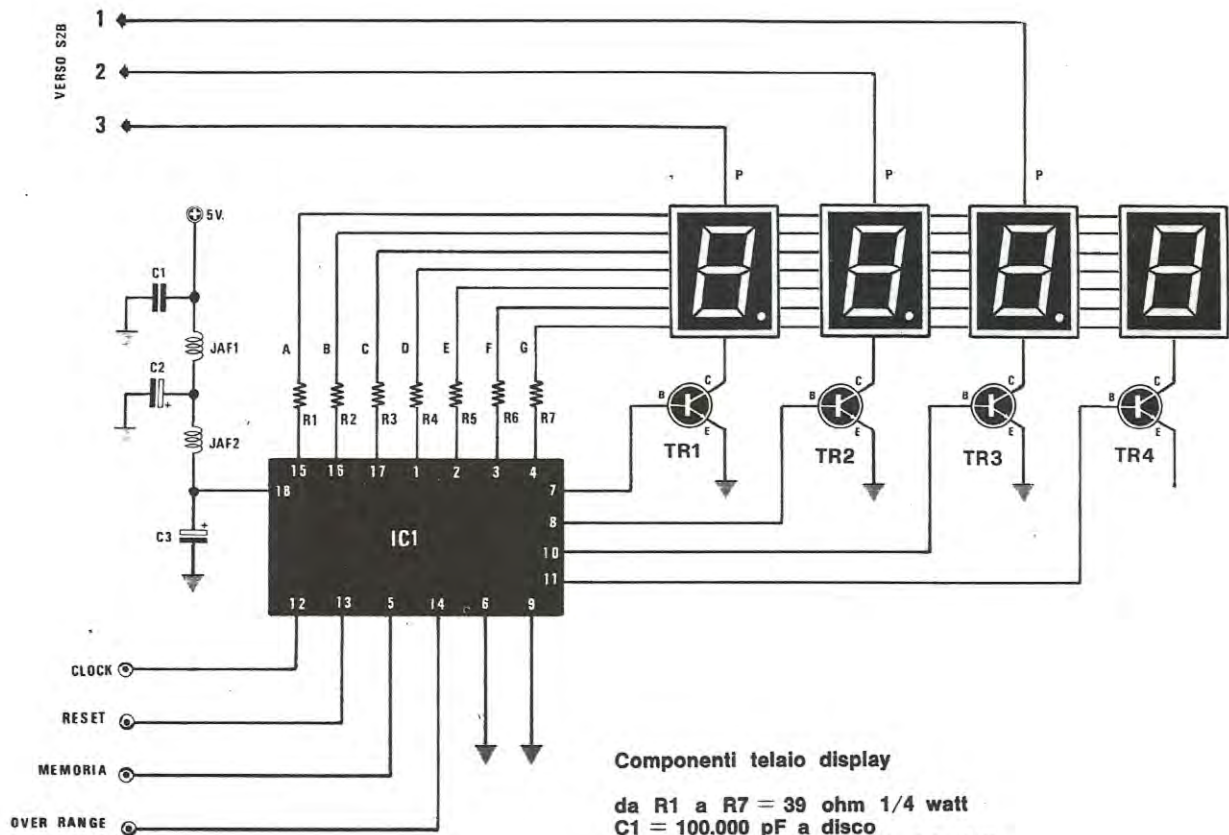 VERSO S2B
1
2
3
P P P
5V.
C1
JAF1
C2
+
JAF2
C3
+
A B C D E F G
R1 R2 R3 R4 R5 R6 R7
15 16 17 1 2 3 4
18
7
8
10
11
IC1
12 13 5 14 6 9
B C E
TR1
B C E
TR2
B C E
TR3
B C E
TR4
CLOCK
RESET
MEMORIA
OVER RANGE
Componenti telaio display
da R1 a R7 = 39 ohm 1/4 watt
C1 = 100.000 pF a disco